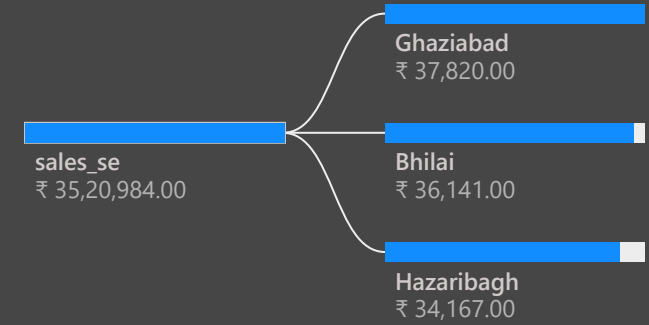 Ghaziabad
₹ 37,820.00
sales_se
₹ 35,20,984.00
Bhilai
₹ 36,141.00
Hazaribagh
₹ 34,167.00